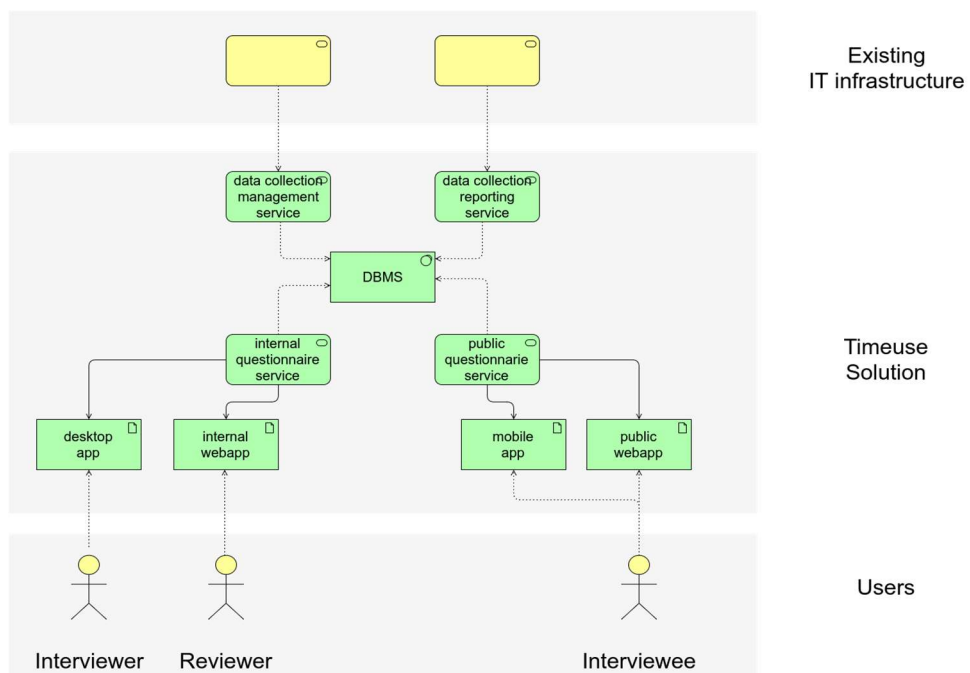 Existing
IT infrastructure
data collection
management
service
data collection
reporting
service
DBMS
internal
questionnaire
service
public
questionnarie
service
Timeuse
Solution
desktop
app
internal
webapp
mobile
app
public
webapp
Users
Interviewer
Reviewer
Interviewee